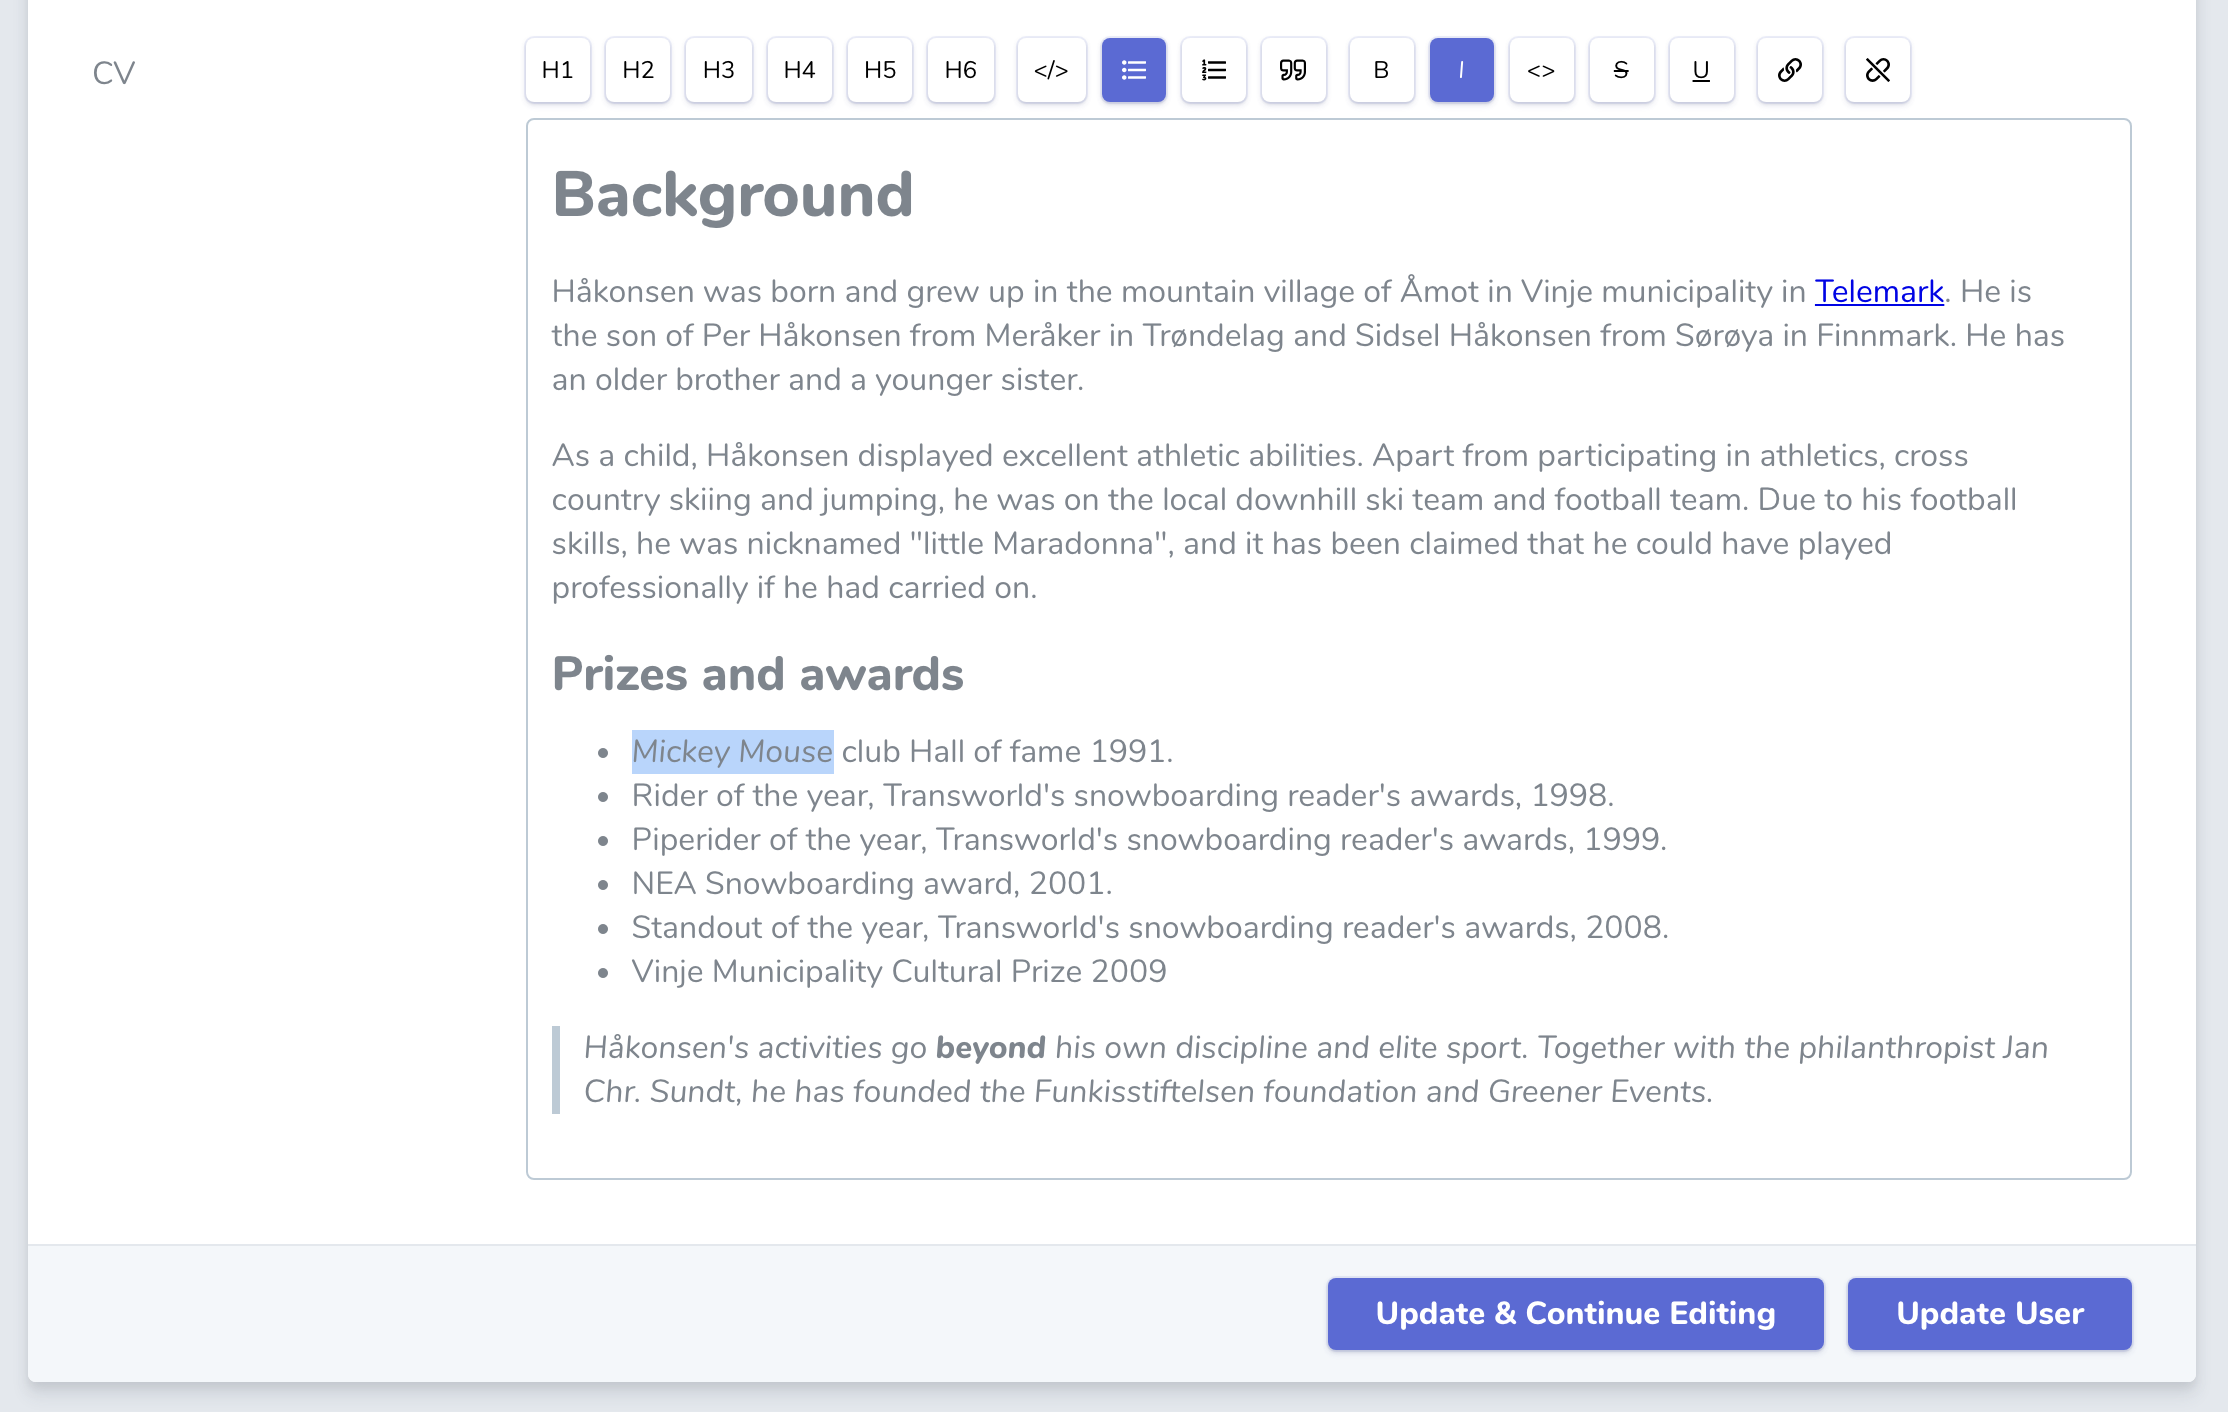 CV
H1 H2 H3 H4 H5 H6 </> B I <> S U
Background
Håkonsen was born and grew up in the mountain village of Åmot in Vinje municipality in Telemark. He is
the son of Per Håkonsen from Meråker in Trøndelag and Sidsel Håkonsen from Sørøya in Finnmark. He has
an older brother and a younger sister.
As a child, Håkonsen displayed excellent athletic abilities. Apart from participating in athletics, cross
country skiing and jumping, he was on the local downhill ski team and football team. Due to his football
skills, he was nicknamed "little Maradonna", and it has been claimed that he could have played
professionally if he had carried on.
Prizes and awards
• Mickey Mouse club Hall of fame 1991.
• Rider of the year, Transworld's snowboarding reader's awards, 1998.
• Piperider of the year, Transworld's snowboarding reader's awards, 1999.
• NEA Snowboarding award, 2001.
• Standout of the year, Transworld's snowboarding reader's awards, 2008.
• Vinje Municipality Cultural Prize 2009
Håkonsen's activities go beyond his own discipline and elite sport. Together with the philanthropist Jan
Chr. Sundt, he has founded the Funkisstiftelsen foundation and Greener Events.
Update & Continue Editing Update User